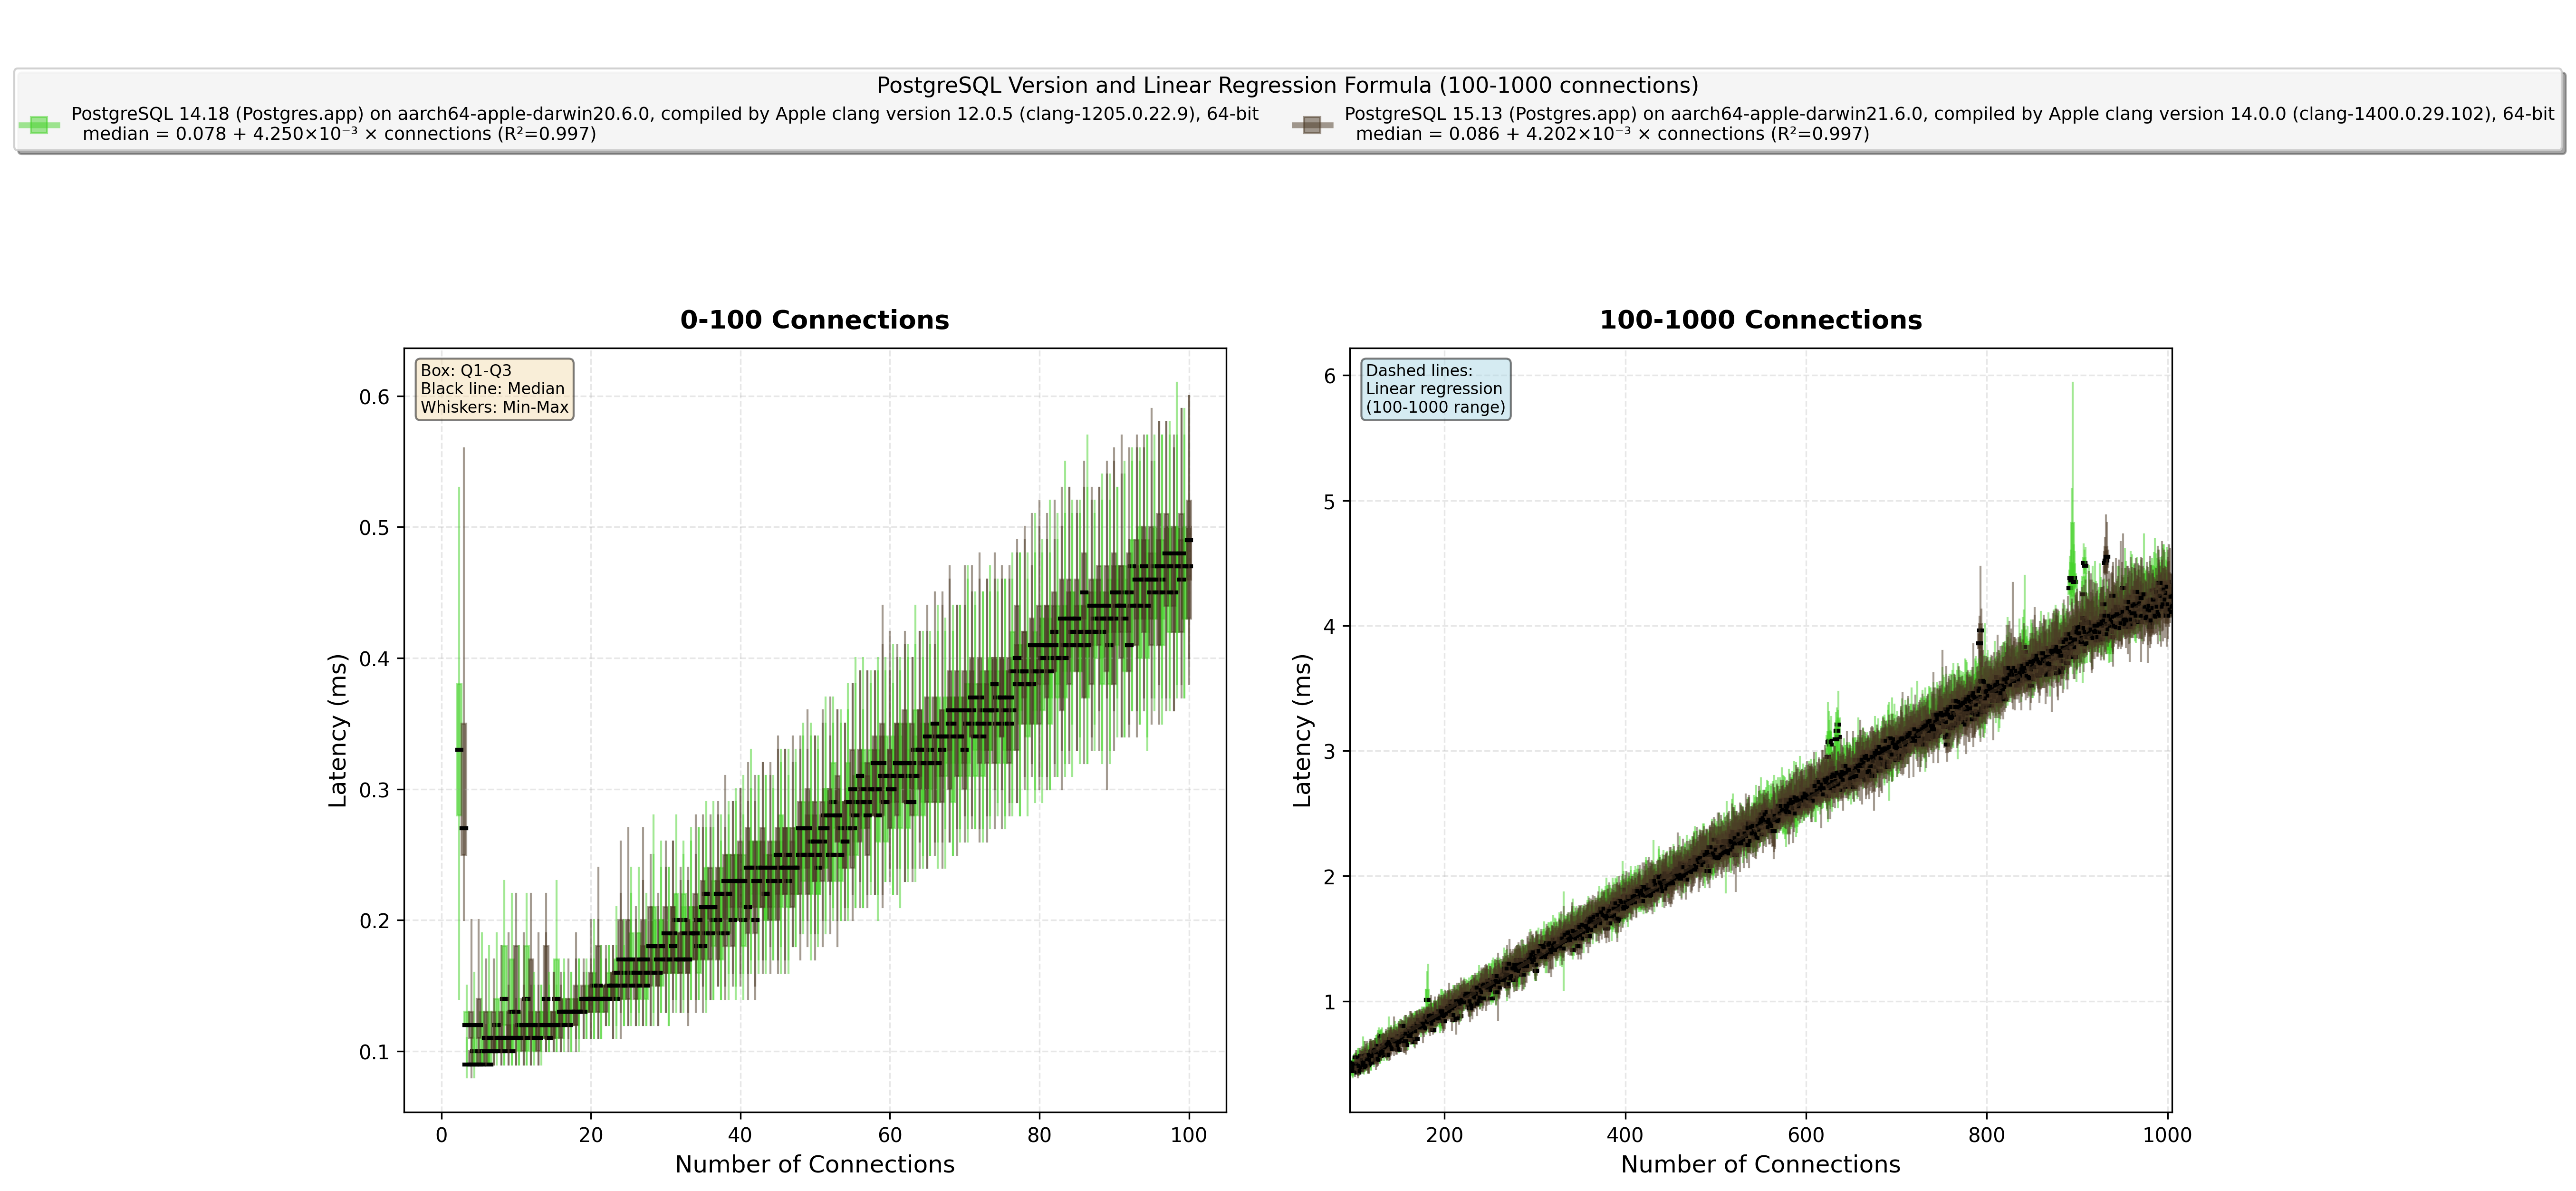 PostgreSQL Version and Linear Regression Formula (100-1000 connections)
PostgreSQL 14.18 (Postgres.app) on aarch64-apple-darwin20.6.0, compiled by Apple clang version 12.0.5 (clang-1205.0.22.9), 64-bit
median = 0.078 + 4.250×10⁻³ × connections (R²=0.997)
PostgreSQL 15.13 (Postgres.app) on aarch64-apple-darwin21.6.0, compiled by Apple clang version 14.0.0 (clang-1400.0.29.102), 64-bit
median = 0.086 + 4.202×10⁻³ × connections (R²=0.997)
0-100 Connections
Box: Q1-Q3
Black line: Median
Whiskers: Min-Max
Latency (ms)
0.6
0.5
0.4
0.3
0.2
0.1
0 20 40 60 80 100
Number of Connections
100-1000 Connections
Dashed lines:
Linear regression
(100-1000 range)
Latency (ms)
6
5
4
3
2
1
200 400 600 800 1000
Number of Connections